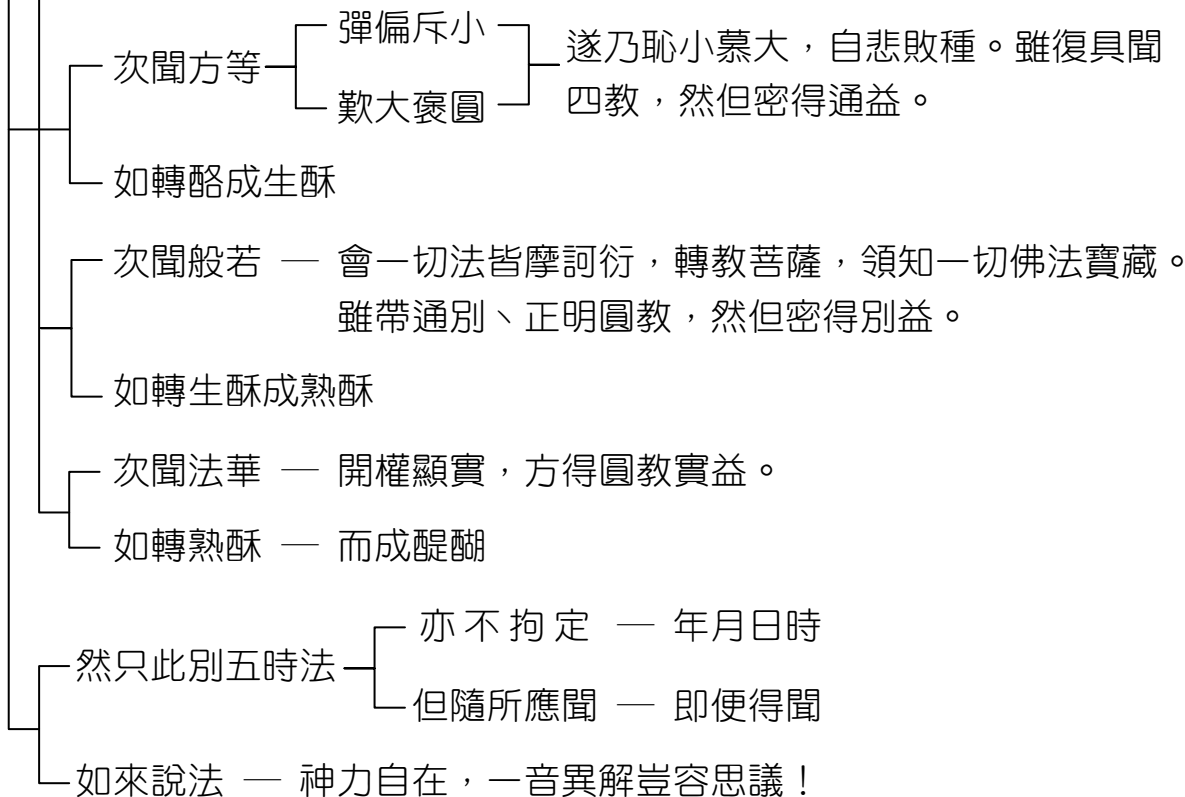 次聞方等
彈偏斥小
歎大褒圓
遂乃恥小慕大，自悲敗種。雖復具聞
四教，然但密得通益。
如轉酪成生酥
次聞般若 — 會一切法皆摩訶衍，轉教菩薩，領知一切佛法寶藏。
雖帶通別、正明圓教，然但密得別益。
如轉生酥成熟酥
次聞法華 — 開權顯實，方得圓教實益。
如轉熟酥 — 而成醍醐
然只此別五時法
亦不拘定 — 年月日時
但隨所應聞 — 即便得聞
如來說法 — 神力自在，一音異解豈容思議！